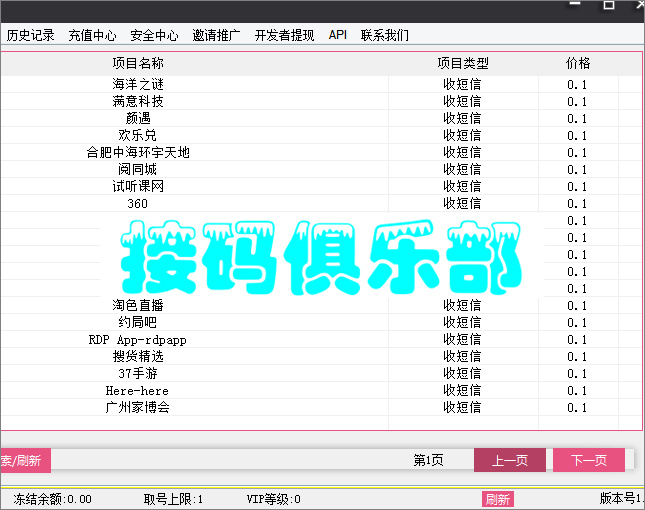 历史记录 充值中心 安全中心 邀请推广 开发者提现 API 联系我们
项目名称 项目类型 价格
海洋之谜 收短信 0.1
满意科技 收短信 0.1
颜遇 收短信 0.1
欢乐兑 收短信 0.1
合肥中海环宇天地 收短信 0.1
阅同城 收短信 0.1
试听课网 收短信 0.1
360 收短信 0.1
0.1
0.1
接码俱乐部
0.1
0.1
0.1
淘色直播 收短信 0.1
约局吧 收短信 0.1
RDP App-rdpapp 收短信 0.1
搜货精选 收短信 0.1
37手游 收短信 0.1
Here-here 收短信 0.1
广州家博会 收短信 0.1
索/刷新 第1页 上一页 下一页
冻结余额:0.00 取号上限:1 VIP等级:0 刷新 版本号1.